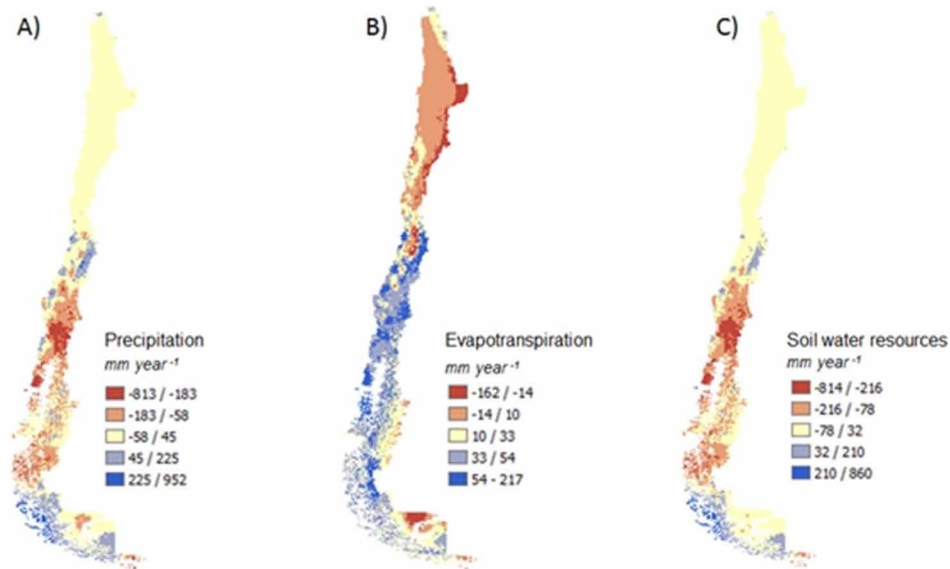 A)
Precipitation
mm year -1
-813 / -183
-183 / -58
-58 / 45
45 / 225
225 / 952
B)
Evapotranspiration
mm year -1
-162 / -14
-14 / 10
10 / 33
33 / 54
54 - 217
C)
Soil water resources
mm year -1
-814 / -216
-216 / -78
-78 / 32
32 / 210
210 / 860